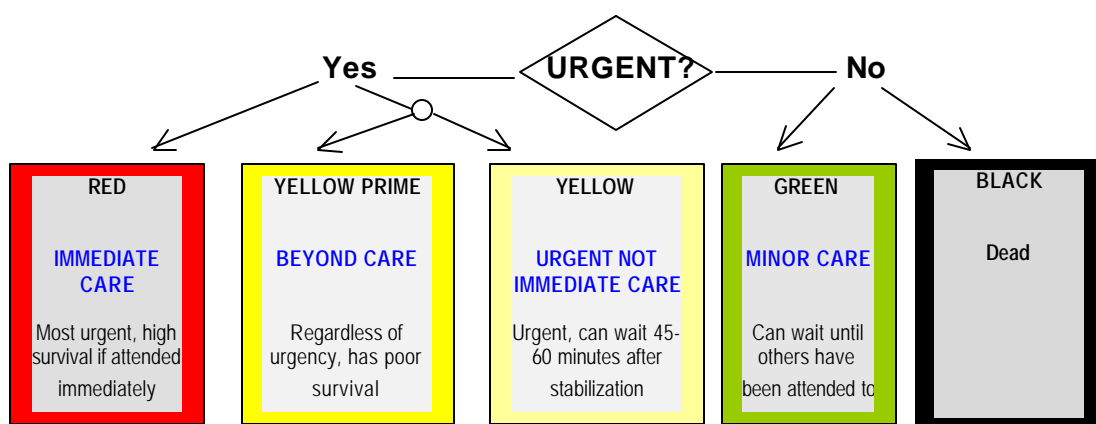 Yes
URGENT?
No
RED
IMMEDIATE
CARE
Most urgent, high
survival if attended
immediately
YELLOW PRIME
BEYOND CARE
Regardless of
urgency, has poor
survival
YELLOW
URGENT NOT
IMMEDIATE CARE
Urgent, can wait 45-
60 minutes after
stabilization
GREEN
MINOR CARE
Can wait until
others have
been attended to
BLACK
Dead